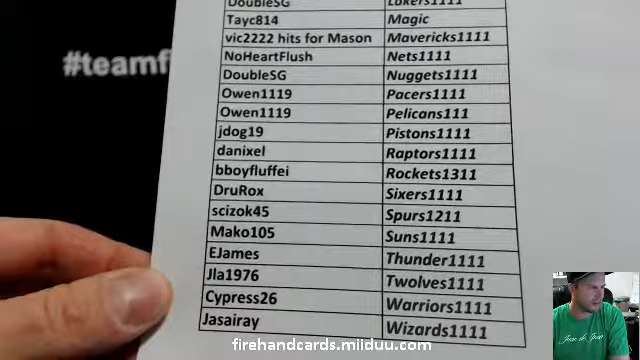 DoubleSG Lakers1111
Tayc814 Magic
vic2222 hits for Mason Mavericks1111
#teamf
NoHeartFlush Nets1111
DoubleSG Nuggets1111
Owen1119 Pacers1111
Owen1119 Pelicans111
jdog19 Pistons1111
danixel Raptors1111
bboyfluffei Rockets1311
DruRox Sixers1111
scizok45 Spurs1211
Mako105 Suns1111
EJames Thunder1111
Jla1976 Twolves1111
Cypress26 Warriors1111
Jasairay Wizards1111
firehandcards.miiduu.com